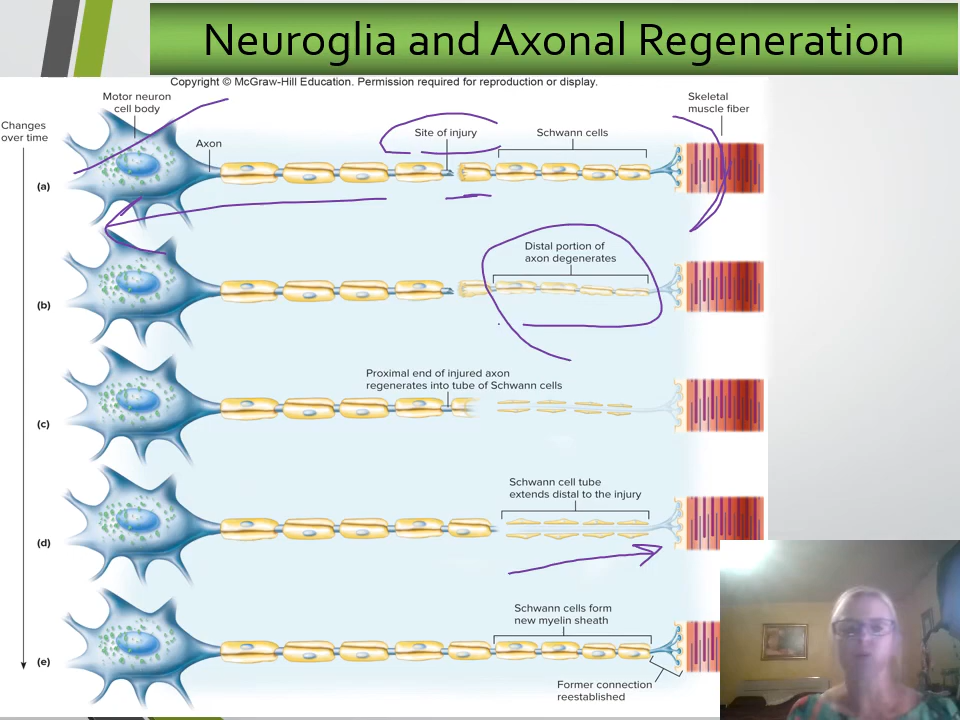 Neuroglia and Axonal Regeneration
Copyright © McGraw-Hill Education. Permission required for reproduction or display.
Motor neuron
cell body
Skeletal
muscle fiber
Changes
over time
Axon
Site of injury
Schwann cells
(a)
Distal portion of
axon degenerates
(b)
Proximal end of injured axon
regenerates into tube of Schwann cells
(c)
Schwann cell tube
extends distal to the injury
(d)
Schwann cells form
new myelin sheath
(e)
Former connection
reestablished